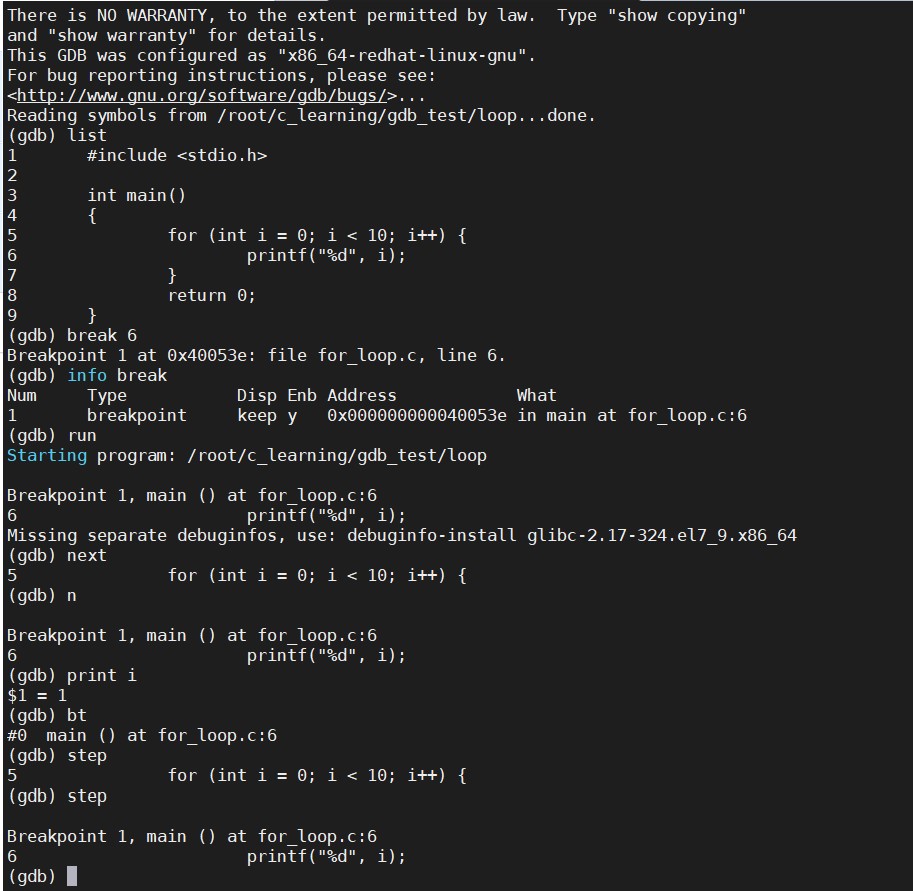 There is NO WARRANTY, to the extent permitted by law.  Type "show copying"
and "show warranty" for details.
This GDB was configured as "x86_64-redhat-linux-gnu".
For bug reporting instructions, please see:
<http://www.gnu.org/software/gdb/bugs/>...
Reading symbols from /root/c_learning/gdb_test/loop...done.
(gdb) list
1       #include <stdio.h>
2
3       int main()
4       {
5               for (int i = 0; i < 10; i++) {
6                       printf("%d", i);
7               }
8               return 0;
9       }
(gdb) break 6
Breakpoint 1 at 0x40053e: file for_loop.c, line 6.
(gdb) info break
Num     Type           Disp Enb Address            What
1       breakpoint     keep y   0x000000000040053e in main at for_loop.c:6
(gdb) run
Starting program: /root/c_learning/gdb_test/loop

Breakpoint 1, main () at for_loop.c:6
6                       printf("%d", i);
Missing separate debuginfos, use: debuginfo-install glibc-2.17-324.el7_9.x86_64
(gdb) next
5               for (int i = 0; i < 10; i++) {
(gdb) n

Breakpoint 1, main () at for_loop.c:6
6                       printf("%d", i);
(gdb) print i
$1 = 1
(gdb) bt
#0  main () at for_loop.c:6
(gdb) step
5               for (int i = 0; i < 10; i++) {
(gdb) step

Breakpoint 1, main () at for_loop.c:6
6                       printf("%d", i);
(gdb)